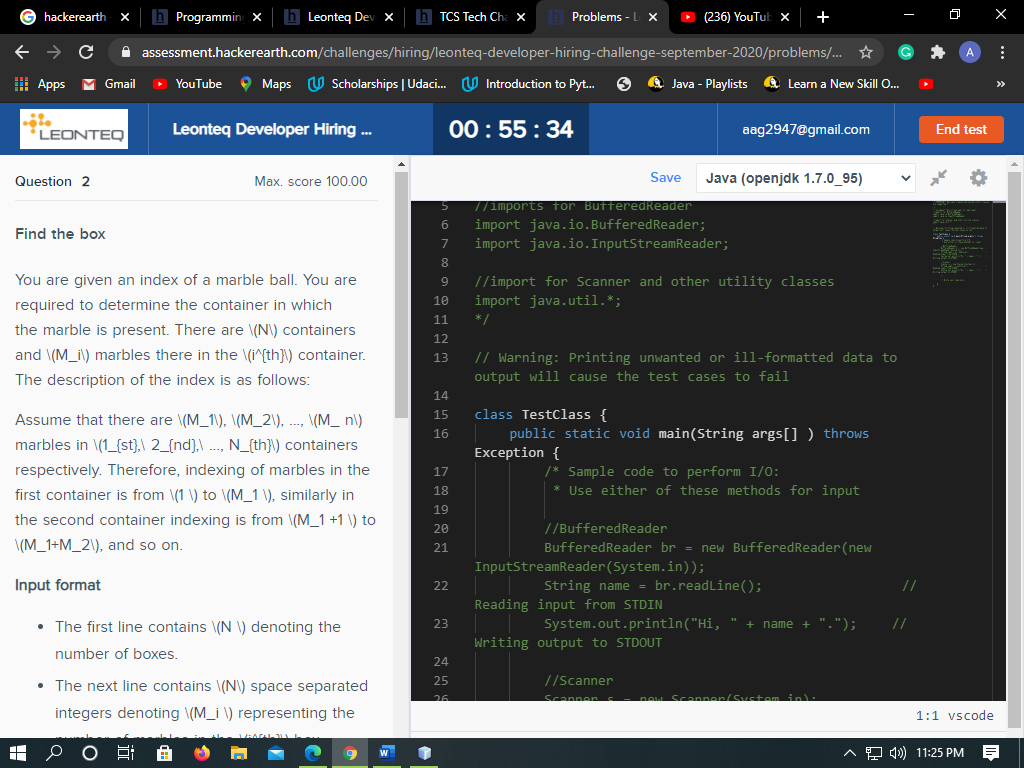 hackerearth
Programmin
Leonteq Dev
TCS Tech Cha
Problems - L
(236) YouTub
assessment.hackerearth.com/challenges/hiring/leonteq-developer-hiring-challenge-september-2020/problems/...
A
Apps
Gmail
YouTube
Maps
Scholarships | Udaci...
Introduction to Pyt...
Java - Playlists
Learn a New Skill O...
»
LEONTEQ
Leonteq Developer Hiring ...
00 : 55 : 34
aag2947@gmail.com
End test
Question 2
Max. score 100.00
Find the box
You are given an index of a marble ball. You are
required to determine the container in which
the marble is present. There are \(N\) containers
and \(M_i\) marbles there in the \(i^{th}\) container.
The description of the index is as follows:
Assume that there are \(M_1\), \(M_2\), ..., \(M_ n\)
marbles in \(1_{st},\ 2_{nd},\ ..., N_{th}\) containers
respectively. Therefore, indexing of marbles in the
first container is from \(1 \) to \(M_1 \), similarly in
the second container indexing is from \(M_1 +1 \) to
\(M_1+M_2\), and so on.
Input format
• The first line contains \(N \) denoting the
number of boxes.
• The next line contains \(N\) space separated
integers denoting \(M_i \) representing the
number of marbles in the \(i^{th}\) box
Save
Java (openjdk 1.7.0_95)
5 //imports for BufferedReader
6 import java.io.BufferedReader;
7 import java.io.InputStreamReader;
8
9 //import for Scanner and other utility classes
10 import java.util.*;
11 */
12
13 // Warning: Printing unwanted or ill-formatted data to
output will cause the test cases to fail
14
15 class TestClass {
16 public static void main(String args[] ) throws
Exception {
17 /* Sample code to perform I/O:
18 * Use either of these methods for input
19
20 //BufferedReader
21 BufferedReader br = new BufferedReader(new
InputStreamReader(System.in));
22 String name = br.readLine(); //
Reading input from STDIN
23 System.out.println("Hi, " + name + "."); //
Writing output to STDOUT
24
25 //Scanner
26 Scanner s = new Scanner(System.in);
1:1 vscode
11:25 PM